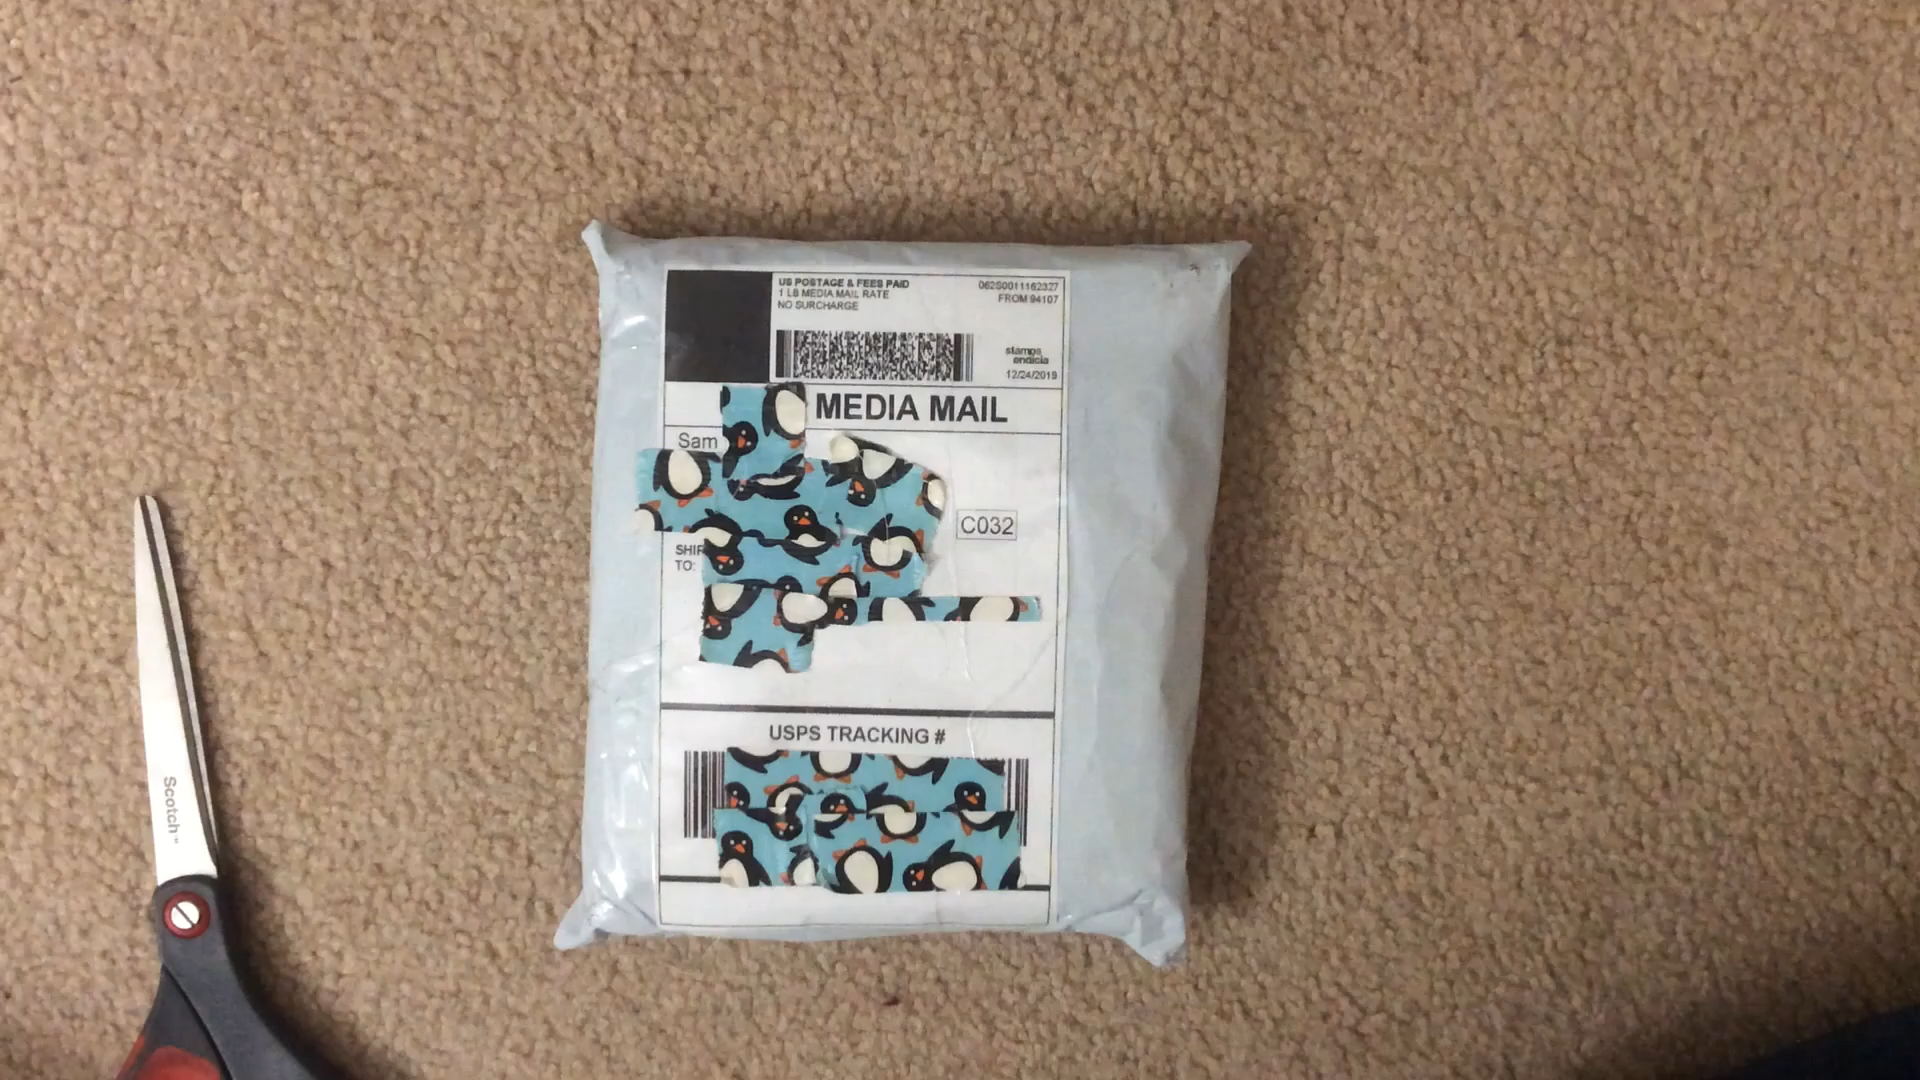 US POSTAGE & FEES PAID
1 LB MEDIA MAIL RATE
NO SURCHARGE
062S0011162327
FROM 94107
stamps
endicia
12/24/2019
MEDIA MAIL
Sam
C032
SHIP
TO:
USPS TRACKING #
Scotch™